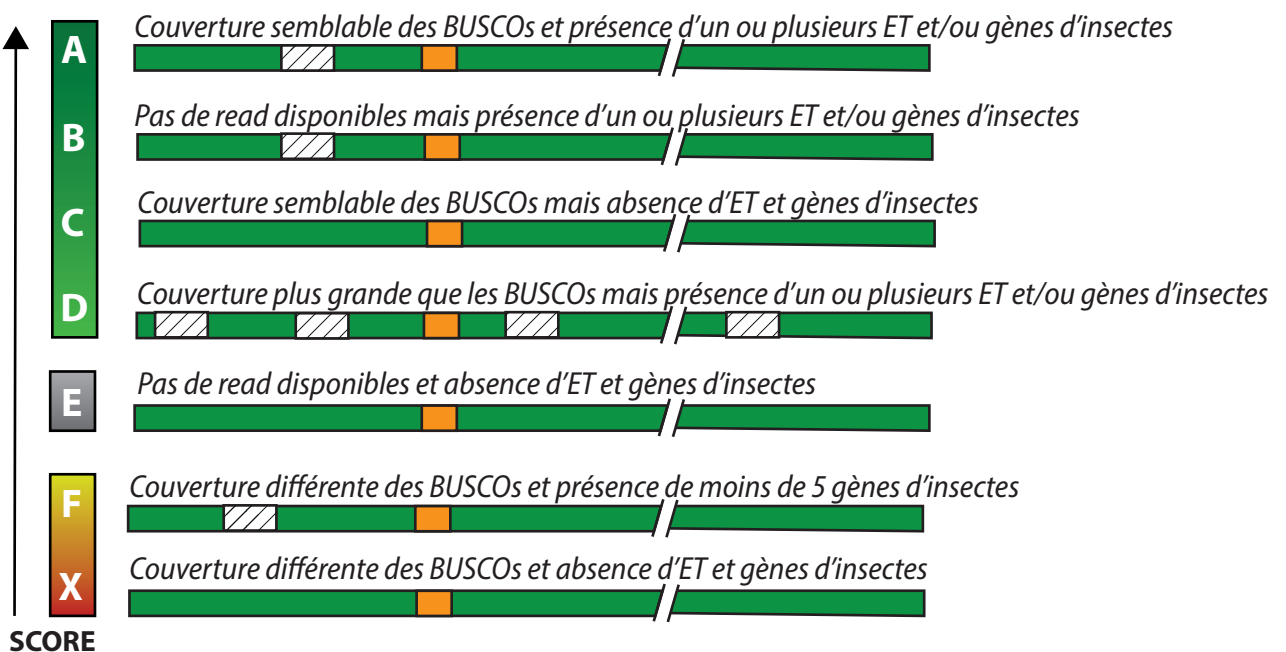 Couverture semblable des BUSCOs et présence d'un ou plusieurs ET et/ou gènes d'insectes
A
Pas de read disponibles mais présence d'un ou plusieurs ET et/ou gènes d'insectes
B
Couverture semblable des BUSCOs mais absence d'ET et gènes d'insectes
C
Couverture plus grande que les BUSCOs mais présence d'un ou plusieurs ET et/ou gènes d'insectes
D
Pas de read disponibles et absence d'ET et gènes d'insectes
E
Couverture différente des BUSCOs et présence de moins de 5 gènes d'insectes
F
Couverture différente des BUSCOs et absence d'ET et gènes d'insectes
X
SCORE